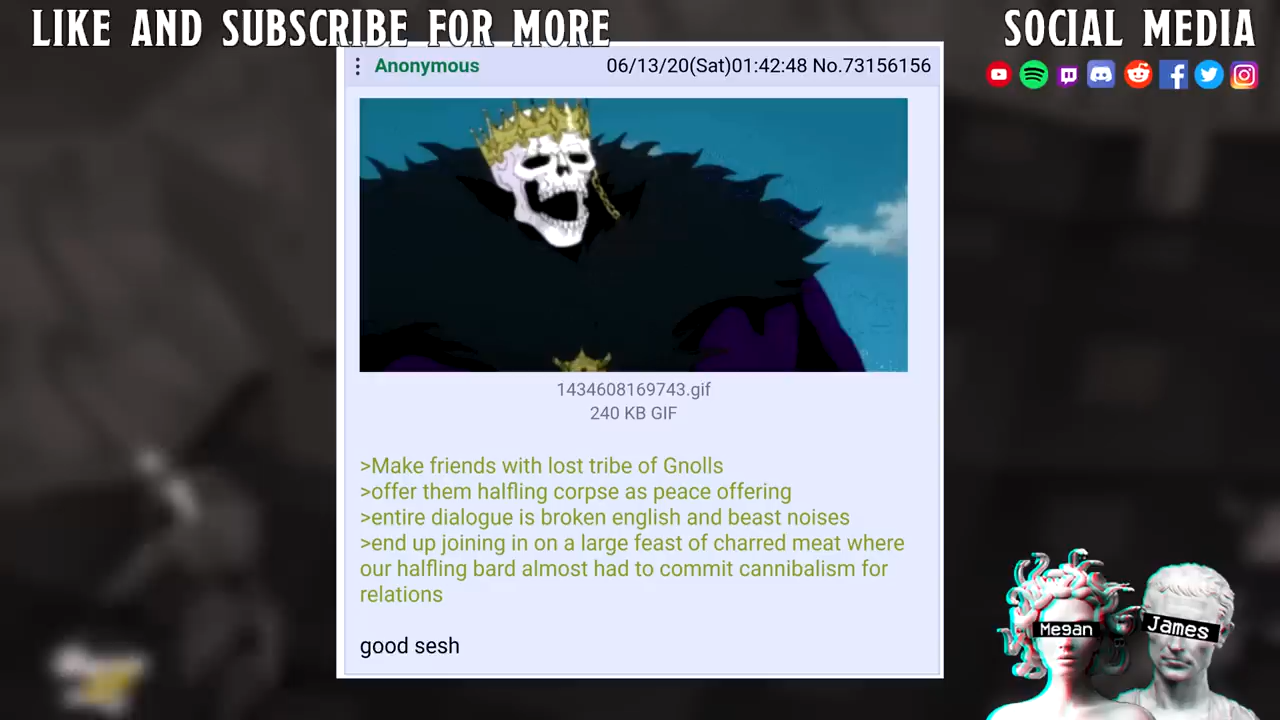 LIKE AND SUBSCRIBE FOR MORE
SOCIAL MEDIA
Anonymous 06/13/20(Sat)01:42:48 No.73156156
1434608169743.gif
240 KB GIF
>Make friends with lost tribe of Gnolls
>offer them halfling corpse as peace offering
>entire dialogue is broken english and beast noises
>end up joining in on a large feast of charred meat where
our halfling bard almost had to commit cannibalism for
relations
good sesh
Megan
James